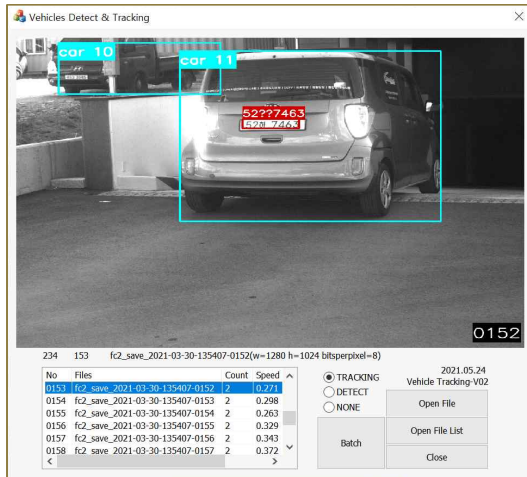 Vehicles Detect & Tracking
car 10
car 11
52??7463
7463
0152
234 153 fc2_save_2021-03-30-135407-0152(w=1280 h=1024 bitsperpixel=8)
No Files Count Speed
0153 fc2_save_2021-03-30-135407-0152 2 0.271
0154 fc2_save_2021-03-30-135407-0153 2 0.298
0155 fc2_save_2021-03-30-135407-0154 2 0.263
0156 fc2_save_2021-03-30-135407-0155 2 0.329
0157 fc2_save_2021-03-30-135407-0156 2 0.343
0158 fc2_save_2021-03-30-135407-0157 2 0.372
TRACKING
DETECT
NONE
Batch
2021.05.24
Vehicle Tracking-V02
Open File
Open File List
Close